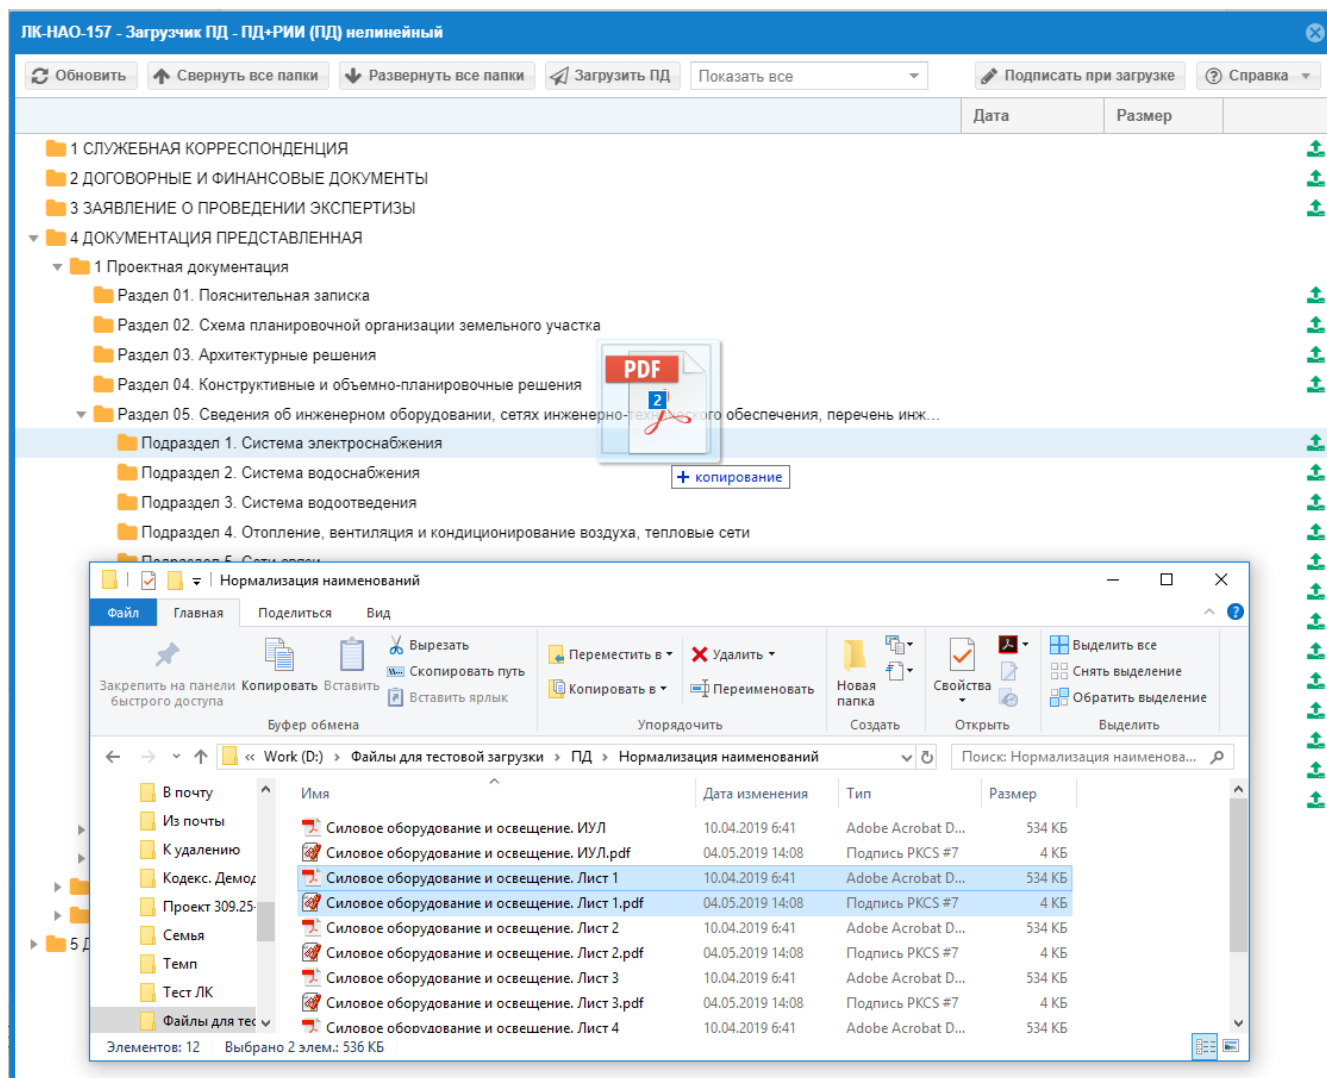 ЛК-НАО-157 - Загрузчик ПД - ПД+РИИ (ПД) нелинейный
Обновить Свернуть все папки Развернуть все папки Загрузить ПД Показать все Подписать при загрузке Справка
Дата Размер
1 СЛУЖЕБНАЯ КОРРЕСПОНДЕНЦИЯ
2 ДОГОВОРНЫЕ И ФИНАНСОВЫЕ ДОКУМЕНТЫ
3 ЗАЯВЛЕНИЕ О ПРОВЕДЕНИИ ЭКСПЕРТИЗЫ
4 ДОКУМЕНТАЦИЯ ПРЕДСТАВЛЕННАЯ
1 Проектная документация
Раздел 01. Пояснительная записка
Раздел 02. Схема планировочной организации земельного участка
Раздел 03. Архитектурные решения
Раздел 04. Конструктивные и объемно-планировочные решения
PDF
2
Раздел 05. Сведения об инженерном оборудовании, сетях инженерно-технического обеспечения, перечень инж...
Подраздел 1. Система электроснабжения
Подраздел 2. Система водоснабжения
+ копирование
Подраздел 3. Система водоотведения
Подраздел 4. Отопление, вентиляция и кондиционирование воздуха, тепловые сети
Подраздел 5. Сети связи
Нормализация наименований
Файл Главная Поделиться Вид
Закрепить на панели быстрого доступа
Копировать Вставить
Вырезать
Скопировать путь
Вставить ярлык
Переместить в
Копировать в
Удалить
Переименовать
Новая папка
Свойства
Выделить все
Снять выделение
Обратить выделение
Буфер обмена Упорядочить Создать Открыть Выделить
« Work (D:) › Файлы для тестовой загрузки › ПД › Нормализация наименований Поиск: Нормализация наименова...
В почту
Из почты
К удалению
Кодекс. Демод
Проект 309.25-
Семья
Темп
Тест ЛК
Файлы для тес
Имя Дата изменения Тип Размер
Силовое оборудование и освещение. ИУЛ 10.04.2019 6:41 Adobe Acrobat D... 534 КБ
Силовое оборудование и освещение. ИУЛ.pdf 04.05.2019 14:08 Подпись PKCS #7 4 КБ
Силовое оборудование и освещение. Лист 1 10.04.2019 6:41 Adobe Acrobat D... 534 КБ
Силовое оборудование и освещение. Лист 1.pdf 04.05.2019 14:08 Подпись PKCS #7 4 КБ
Силовое оборудование и освещение. Лист 2 10.04.2019 6:41 Adobe Acrobat D... 534 КБ
Силовое оборудование и освещение. Лист 2.pdf 04.05.2019 14:08 Подпись PKCS #7 4 КБ
Силовое оборудование и освещение. Лист 3 10.04.2019 6:41 Adobe Acrobat D... 534 КБ
Силовое оборудование и освещение. Лист 3.pdf 04.05.2019 14:08 Подпись PKCS #7 4 КБ
Силовое оборудование и освещение. Лист 4 10.04.2019 6:41 Adobe Acrobat D... 534 КБ
5 Д
Элементов: 12 Выбрано 2 элем.: 536 КБ